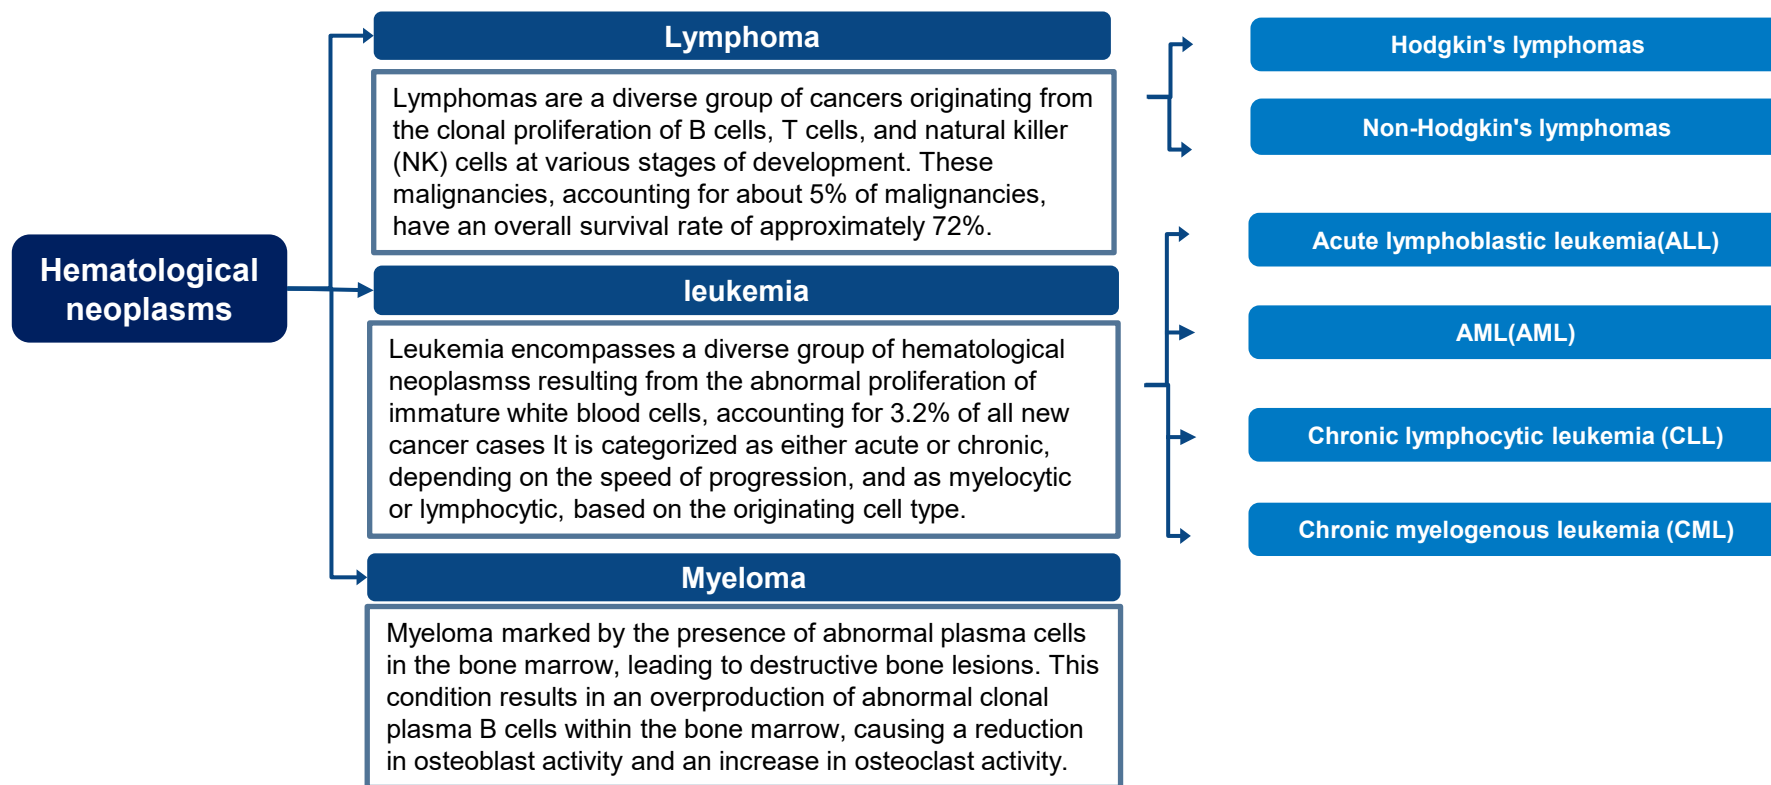 Hematological
neoplasms
Lymphoma
Lymphomas are a diverse group of cancers originating from
the clonal proliferation of B cells, T cells, and natural killer
(NK) cells at various stages of development. These
malignancies, accounting for about 5% of malignancies,
have an overall survival rate of approximately 72%.
Hodgkin's lymphomas
Non-Hodgkin's lymphomas
leukemia
Leukemia encompasses a diverse group of hematological
neoplasmss resulting from the abnormal proliferation of
immature white blood cells, accounting for 3.2% of all new
cancer cases It is categorized as either acute or chronic,
depending on the speed of progression, and as myelocytic
or lymphocytic, based on the originating cell type.
Acute lymphoblastic leukemia(ALL)
AML(AML)
Chronic lymphocytic leukemia (CLL)
Chronic myelogenous leukemia (CML)
Myeloma
Myeloma marked by the presence of abnormal plasma cells
in the bone marrow, leading to destructive bone lesions. This
condition results in an overproduction of abnormal clonal
plasma B cells within the bone marrow, causing a reduction
in osteoblast activity and an increase in osteoclast activity.